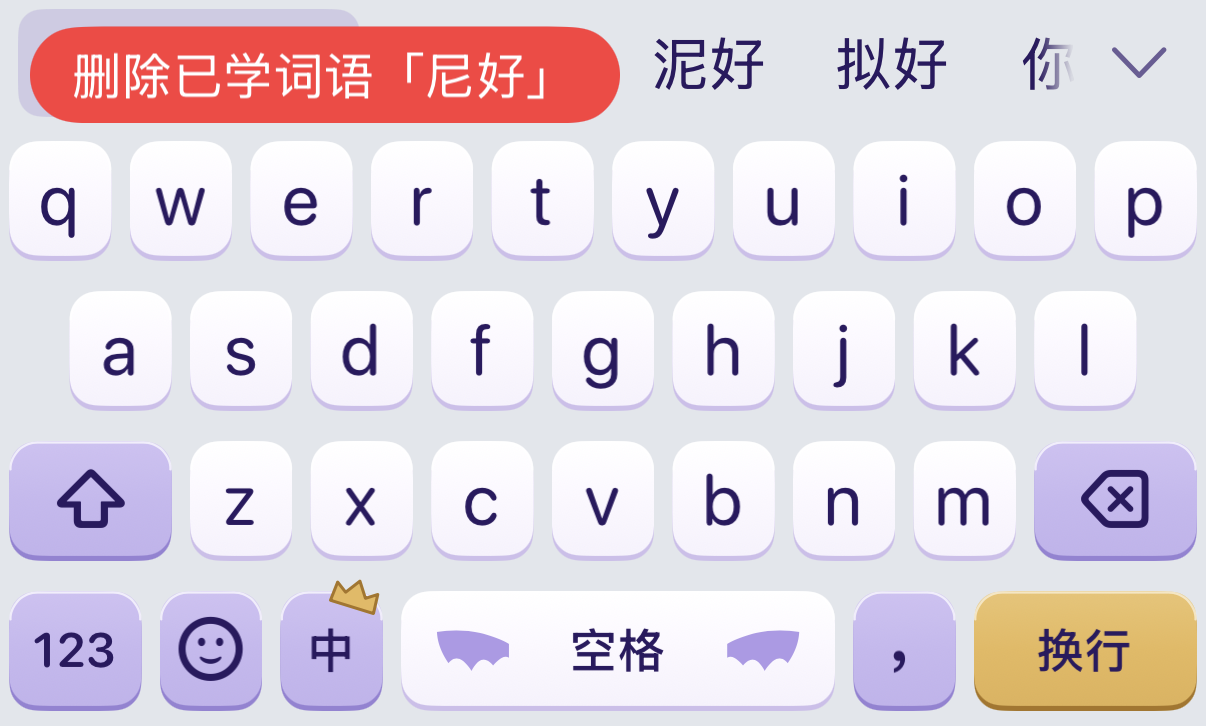 删除已学词语「尼好」 泥好 拟好 你
q w e r t y u i o p
a s d f g h j k l
z x c v b n m
123 中 空格 ， 换行